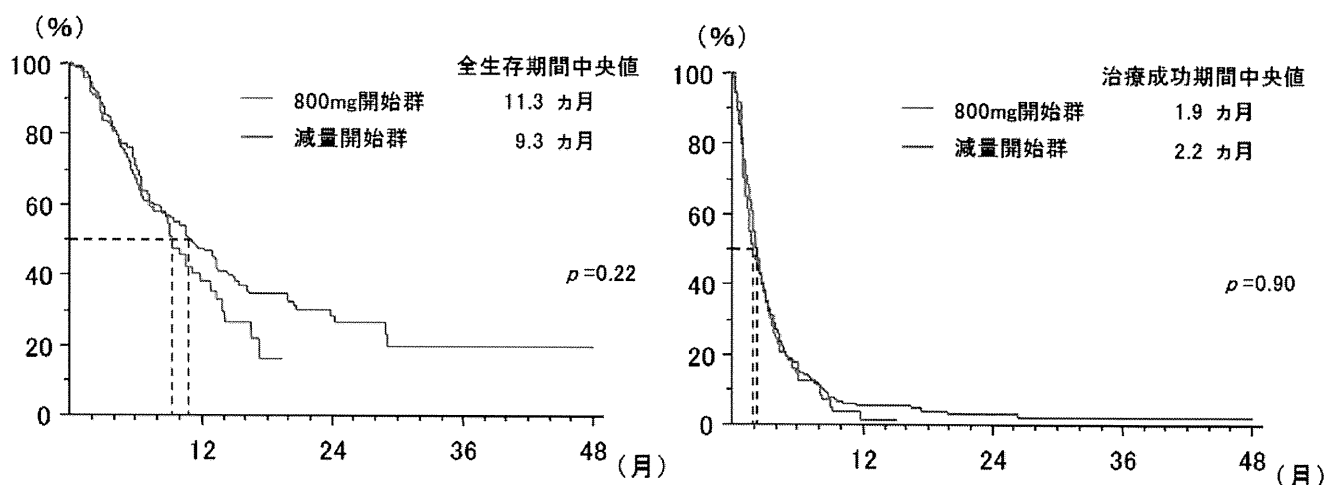 (%)
全生存期間中央値
800mg開始群 11.3 ヵ月
減量開始群 9.3 ヵ月
p=0.22
100
80
60
40
20
0
12 24 36 48
(月)
(%)
治療成功期間中央値
800mg開始群 1.9 ヵ月
減量開始群 2.2 ヵ月
p=0.90
100
80
60
40
20
0
12 24 36 48
(月)